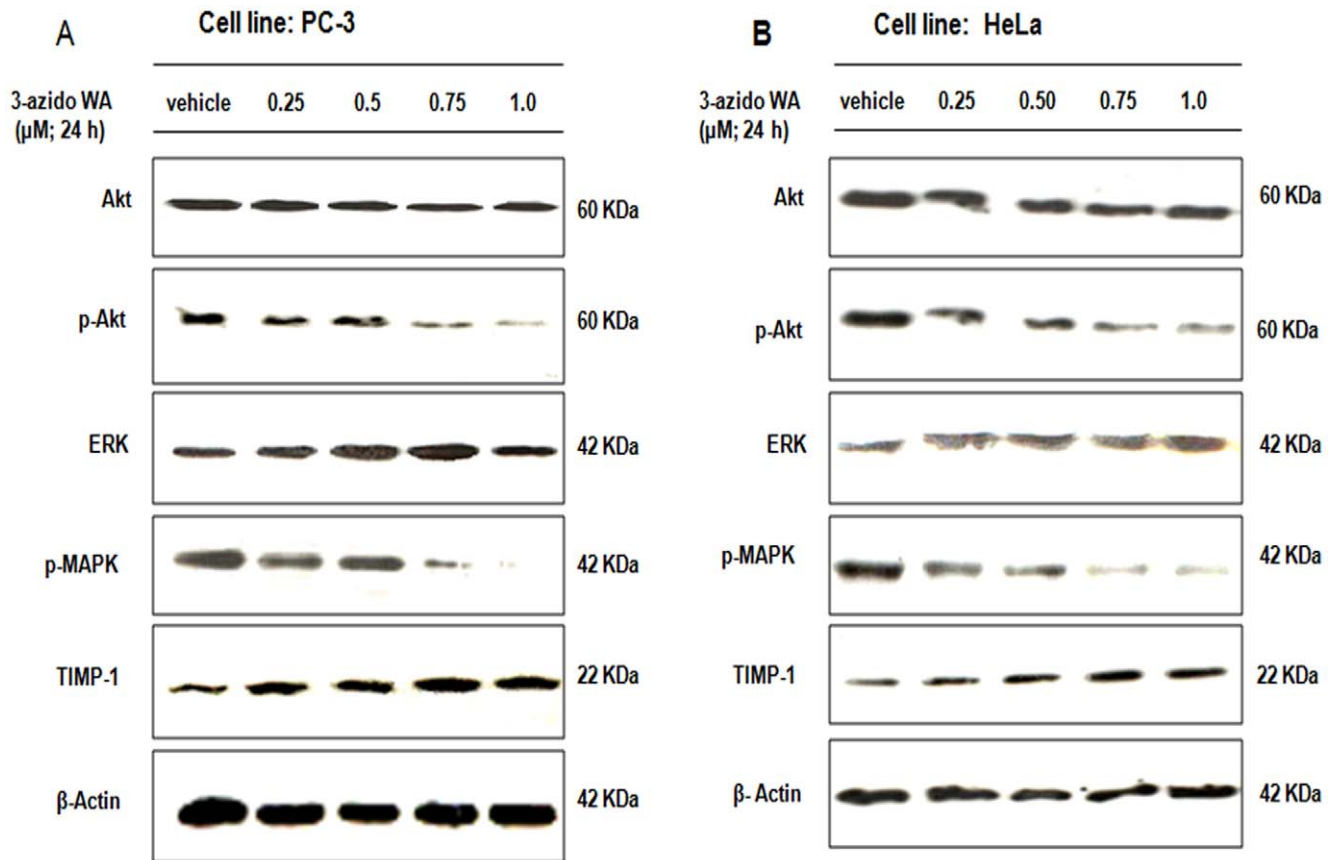 A
Cell line: PC-3
3-azido WA
(µM; 24 h)
vehicle 0.25 0.5 0.75 1.0
Akt 60 KDa
p-Akt 60 KDa
ERK 42 KDa
p-MAPK 42 KDa
TIMP-1 22 KDa
β-Actin 42 KDa
B
Cell line: HeLa
3-azido WA
(µM; 24 h)
vehicle 0.25 0.50 0.75 1.0
Akt 60 KDa
p-Akt 60 KDa
ERK 42 KDa
p-MAPK 42 KDa
TIMP-1 22 KDa
β- Actin 42 KDa